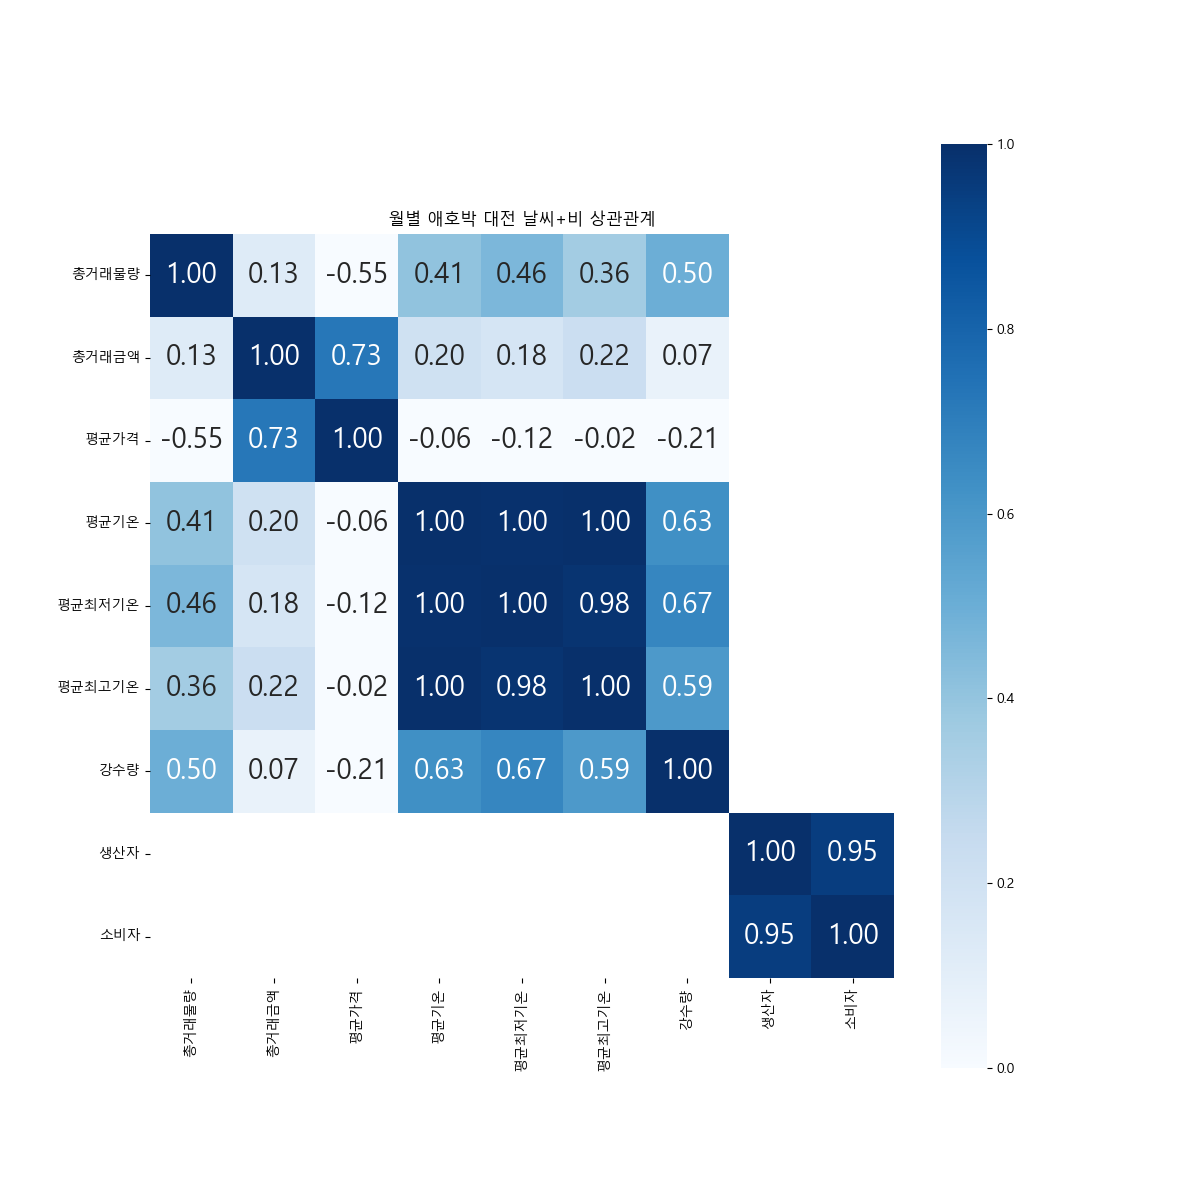 월별 애호박 대전 날씨+비 상관관계
총거래물량 1.00 0.13 -0.55 0.41 0.46 0.36 0.50
총거래금액 0.13 1.00 0.73 0.20 0.18 0.22 0.07
평균가격 -0.55 0.73 1.00 -0.06 -0.12 -0.02 -0.21
평균기온 0.41 0.20 -0.06 1.00 1.00 1.00 0.63
평균최저기온 0.46 0.18 -0.12 1.00 1.00 0.98 0.67
평균최고기온 0.36 0.22 -0.02 1.00 0.98 1.00 0.59
강수량 0.50 0.07 -0.21 0.63 0.67 0.59 1.00
생산자 1.00 0.95
소비자 0.95 1.00
총거래물량
총거래금액
평균가격
평균기온
평균최저기온
평균최고기온
강수량
생산자
소비자
1.0
0.8
0.6
0.4
0.2
0.0